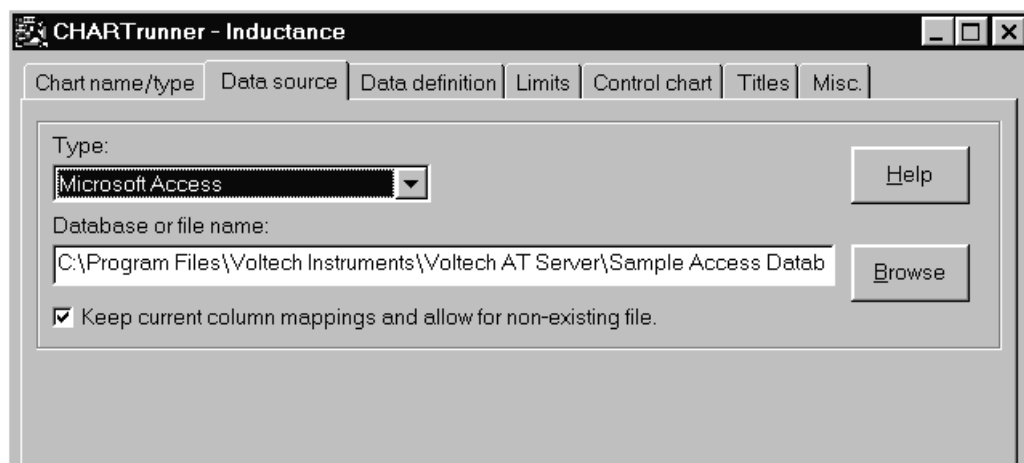 CHARTrunner - Inductance
Chart name/type Data source Data definition Limits Control chart Titles Misc.
Type:
Microsoft Access
Help
Database or file name:
C:\Program Files\Voltech Instruments\Voltech AT Server\Sample Access Datab
Browse
Keep current column mappings and allow for non-existing file.